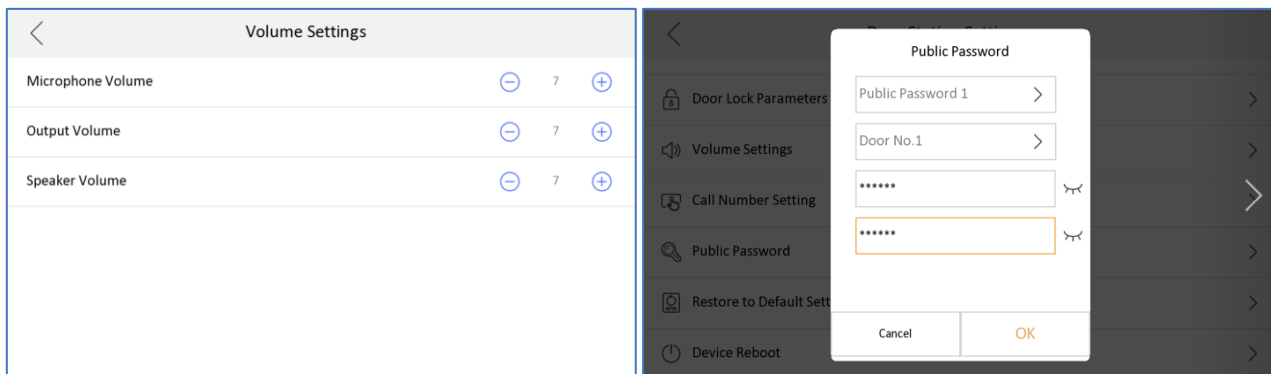 Volume Settings
Microphone Volume
7
Output Volume
7
Speaker Volume
7
Public Password
Public Password 1
Door No.1
******
******
Cancel
OK
Door Lock Parameters
Volume Settings
Call Number Setting
Public Password
Restore to Default Sett
Device Reboot